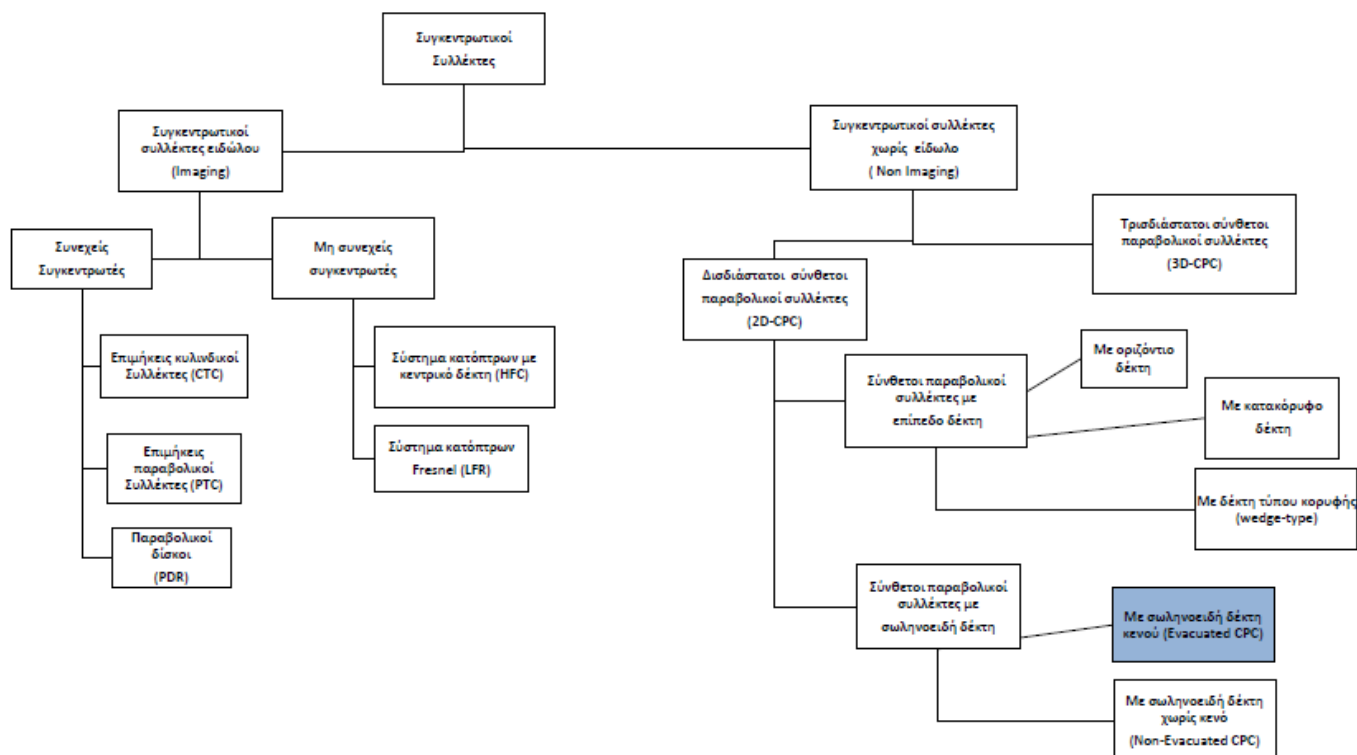 Συγκεντρωτικοί
Συλλέκτες
Συγκεντρωτικοί
συλλέκτες ειδώλου
(Imaging)
Συγκεντρωτικοί συλλέκτες
χωρίς είδωλο
( Non Imaging)
Συνεχείς
Συγκεντρωτές
Μη συνεχείς
συγκεντρωτές
Τρισδιάστατοι σύνθετοι
παραβολικοί συλλέκτες
(3D-CPC)
Δισδιάστατοι σύνθετοι
παραβολικοί συλλέκτες
(2D-CPC)
Επιμήκεις κυλινδικοί
Συλλέκτες (CTC)
Σύστημα κατόπτρων με
κεντρικό δέκτη (HFC)
Επιμήκεις
παραβολικοί
Συλλέκτες (PTC)
Σύστημα κατόπτρων
Fresnel (LFR)
Παραβολικοί
δίσκοι
(PDR)
Σύνθετοι παραβολικοί
συλλέκτες με
επίπεδο δέκτη
Με οριζόντιο
δέκτη
Με κατακόρυφο
δέκτη
Με δέκτη τύπου κορυφής
(wedge-type)
Σύνθετοι παραβολικοί
συλλέκτες με
σωληνοειδή δέκτη
Με σωληνοειδή δέκτη
κενού (Evacuated CPC)
Με σωληνοειδή δέκτη
χωρίς κενό
(Non-Evacuated CPC)